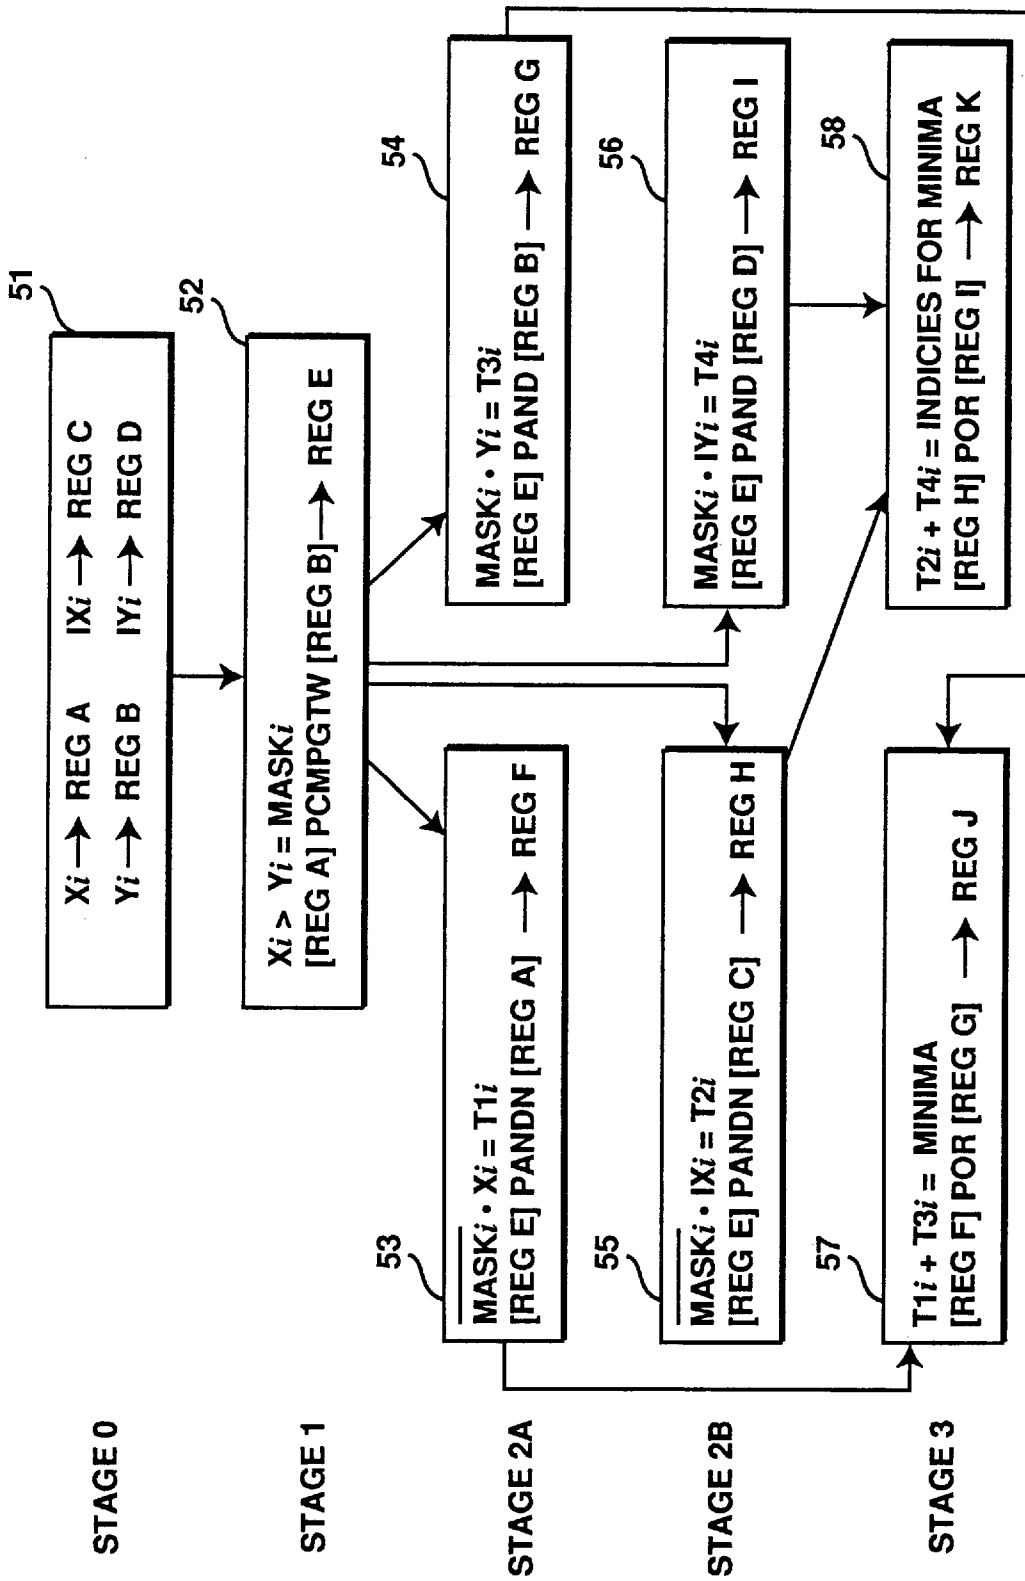 STAGE 0
51
Xi → REG A IXi → REG C
Yi → REG B IYi → REG D
STAGE 1
52
Xi > Yi = MASKi
[REG A] PCMPGTW [REG B] → REG E
STAGE 2A
53
MASKi • Xi = T1i
[REG E] PANDN [REG A] → REG F
54
MASKi • Yi = T3i
[REG E] PAND [REG B] → REG G
STAGE 2B
55
MASKi • IXi = T2i
[REG E] PANDN [REG C] → REG H
56
MASKi • IYi = T4i
[REG E] PAND [REG D] → REG I
STAGE 3
57
T1i + T3i = MINIMA
[REG F] POR [REG G] → REG J
58
T2i + T4i = INDICIES FOR MINIMA
[REG H] POR [REG I] → REG K